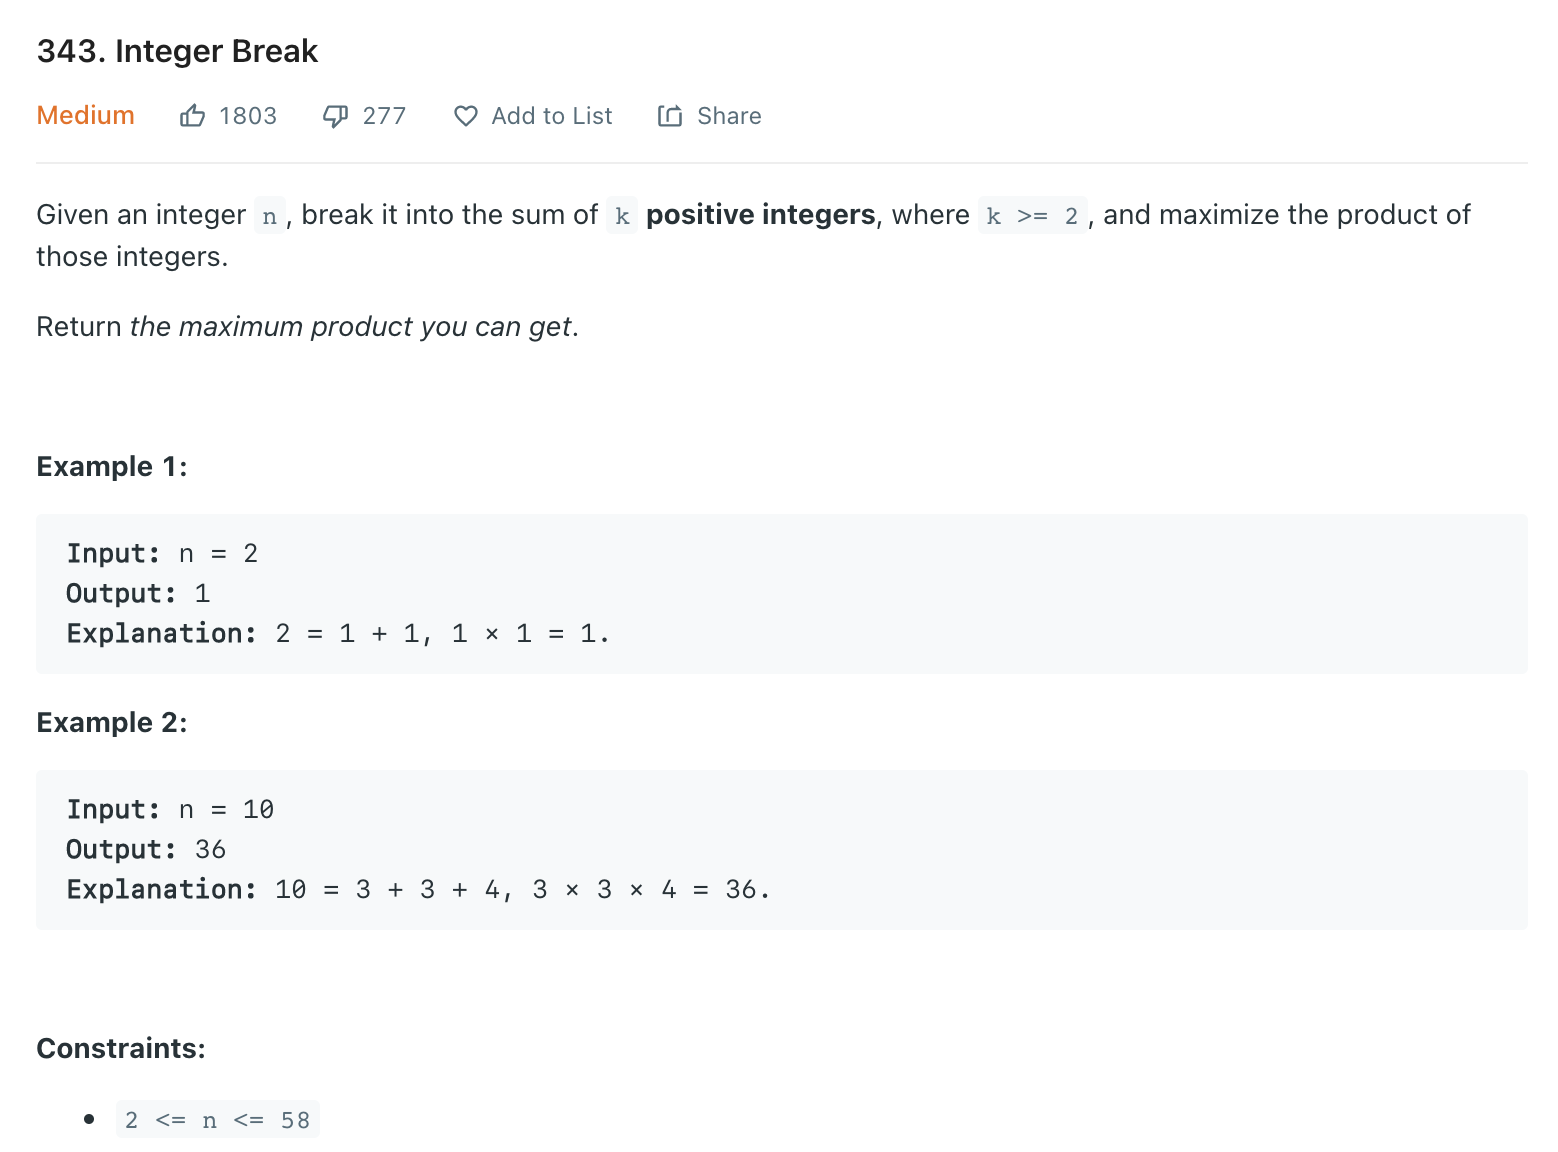 343. Integer Break
Medium 1803 277 Add to List Share
Given an integer n, break it into the sum of k positive integers, where k >= 2, and maximize the product of
those integers.
Return the maximum product you can get.
Example 1:
Input: n = 2
Output: 1
Explanation: 2 = 1 + 1, 1 × 1 = 1.
Example 2:
Input: n = 10
Output: 36
Explanation: 10 = 3 + 3 + 4, 3 × 3 × 4 = 36.
Constraints:
• 2 <= n <= 58